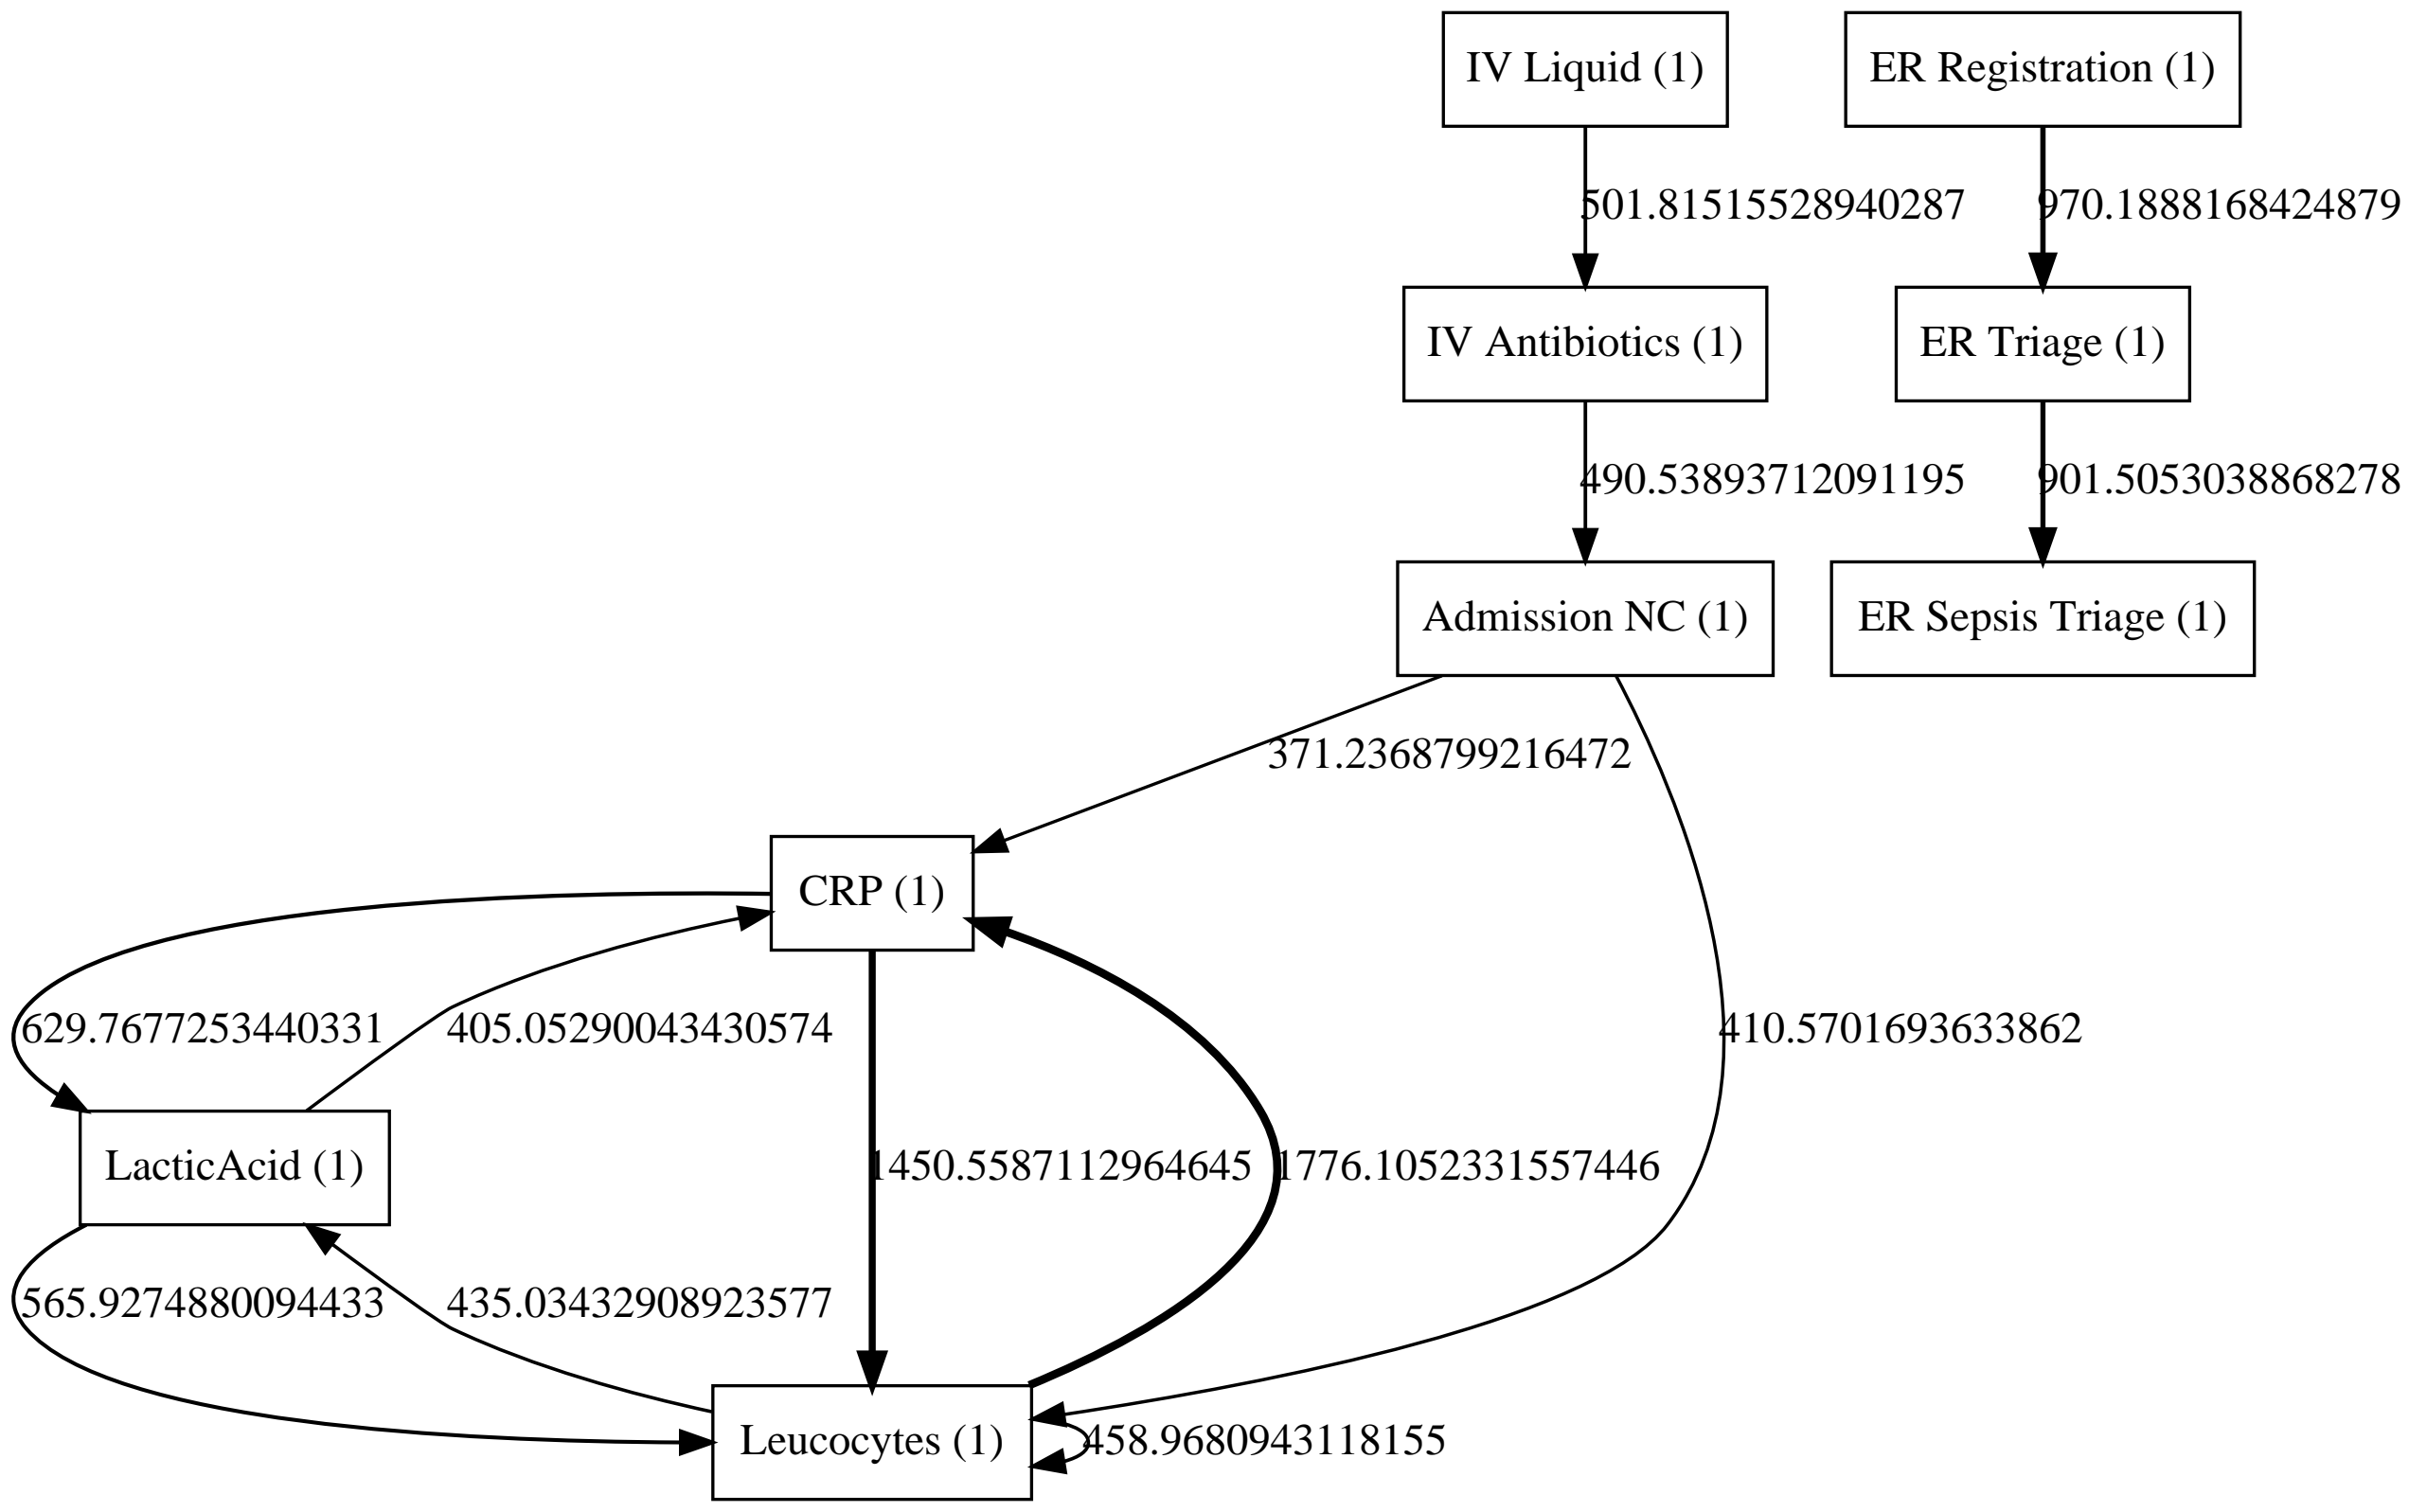 IV Liquid (1)
ER Registration (1)
501.81515528940287
970.1888168424879
IV Antibiotics (1)
ER Triage (1)
490.53893712091195
901.5053038868278
Admission NC (1)
ER Sepsis Triage (1)
371.2368799216472
CRP (1)
629.7677253440331
405.05290043430574
410.5701693633862
LacticAcid (1)
1450.5587112964645
1776.1052331557446
565.9274880094433
435.03432908923577
Leucocytes (1)
458.9680943118155